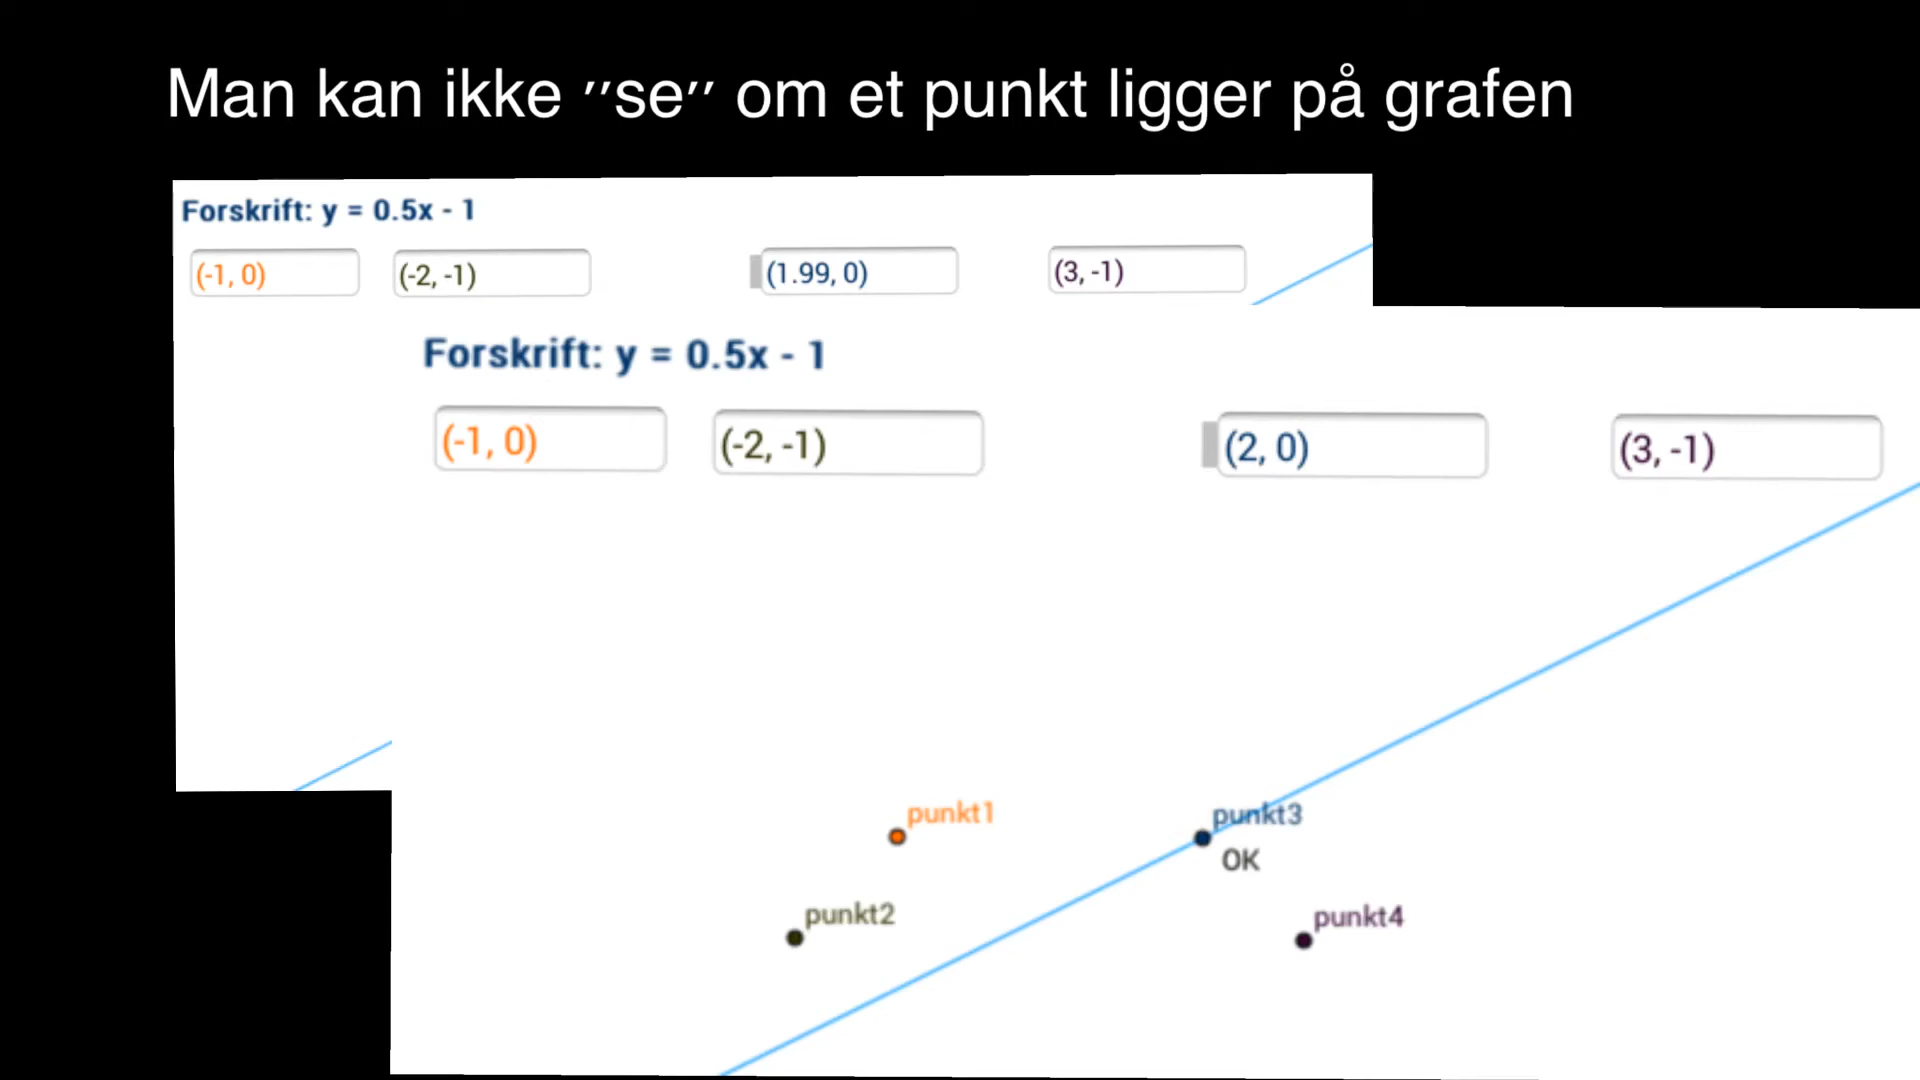 Man kan ikke ″se″ om et punkt ligger på grafen
Forskrift: y = 0.5x - 1
(-1, 0) (-2, -1) (1.99, 0) (3, -1)
Forskrift: y = 0.5x - 1
(-1, 0) (-2, -1) (2, 0) (3, -1)
punkt1 punkt3
OK
punkt2 punkt4